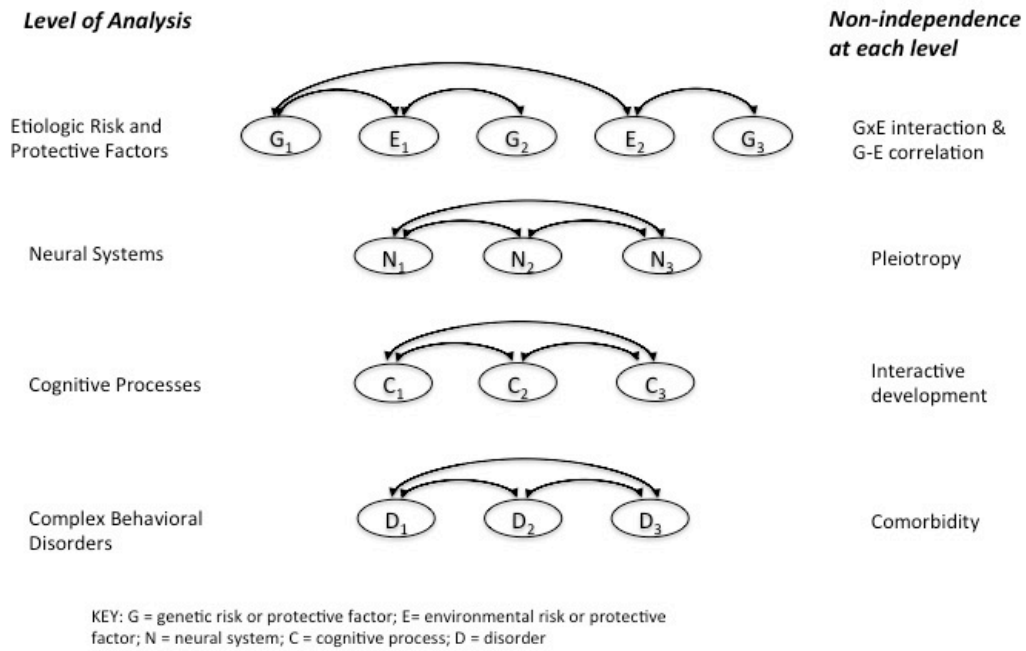 Level of Analysis
Non-independence
at each level
Etiologic Risk and
Protective Factors
G1
E1
G2
E2
G3
GxE interaction &
G-E correlation
Neural Systems
N1
N2
N3
Pleiotropy
Cognitive Processes
C1
C2
C3
Interactive
development
Complex Behavioral
Disorders
D1
D2
D3
Comorbidity
KEY: G = genetic risk or protective factor; E= environmental risk or protective
factor; N = neural system; C = cognitive process; D = disorder